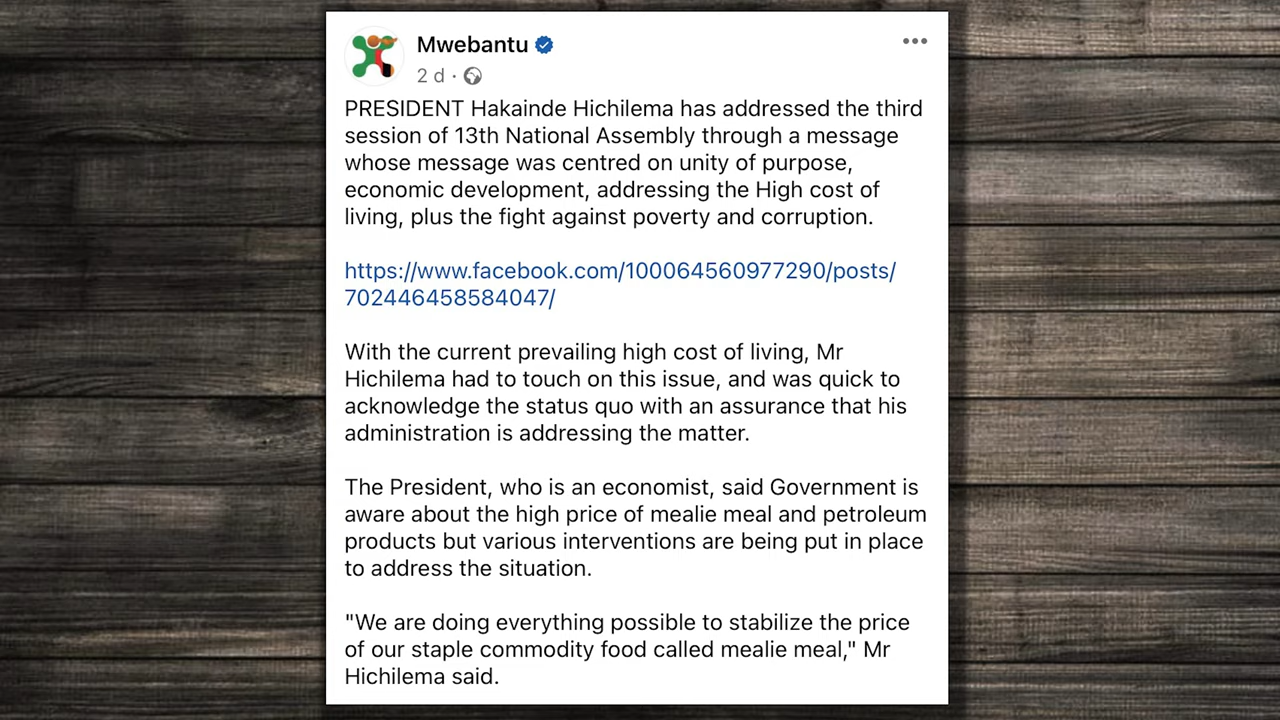 Mwebantu
2 d ·
PRESIDENT Hakainde Hichilema has addressed the third
session of 13th National Assembly through a message
whose message was centred on unity of purpose,
economic development, addressing the High cost of
living, plus the fight against poverty and corruption.
https://www.facebook.com/100064560977290/posts/
702446458584047/
With the current prevailing high cost of living, Mr
Hichilema had to touch on this issue, and was quick to
acknowledge the status quo with an assurance that his
administration is addressing the matter.
The President, who is an economist, said Government is
aware about the high price of mealie meal and petroleum
products but various interventions are being put in place
to address the situation.
"We are doing everything possible to stabilize the price
of our staple commodity food called mealie meal," Mr
Hichilema said.